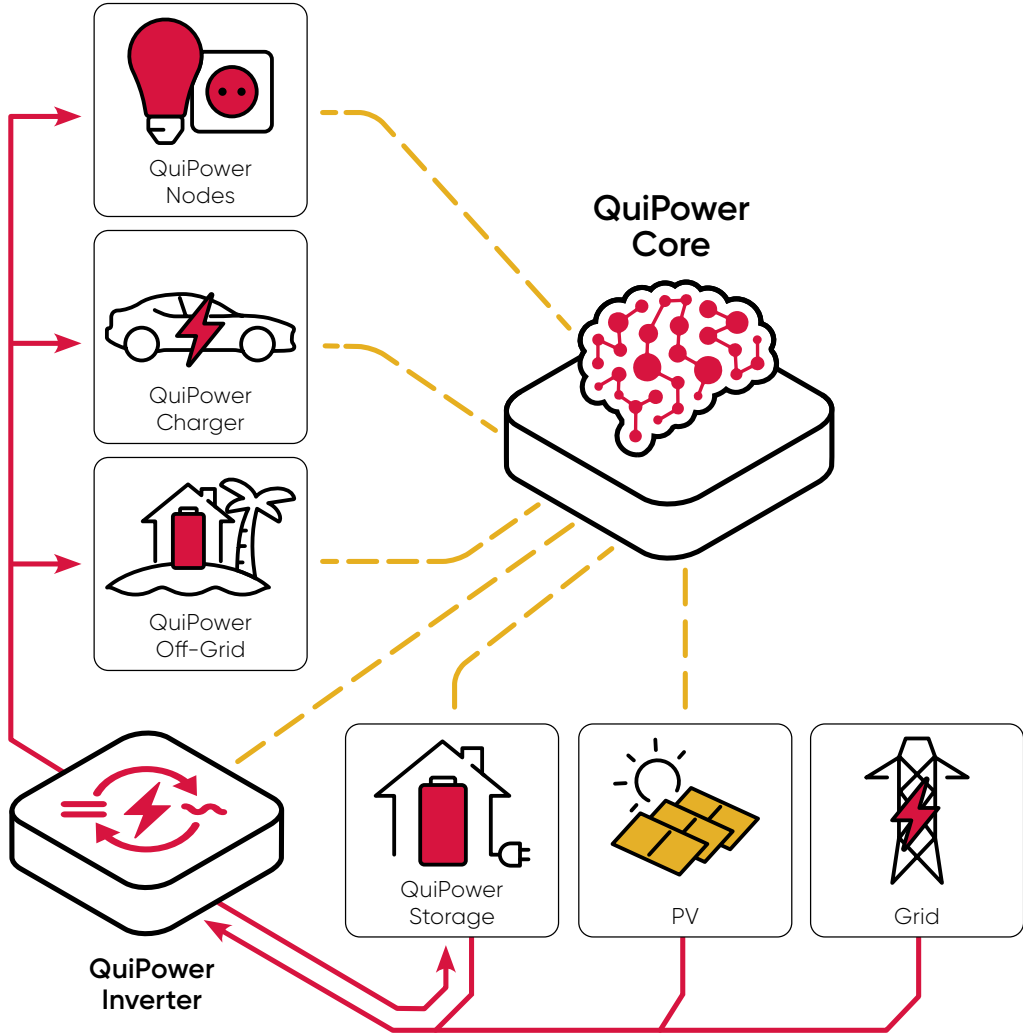 QuiPower
Nodes
QuiPower
Core
QuiPower
Charger
QuiPower
Off-Grid
QuiPower
Storage
PV
Grid
QuiPower
Inverter